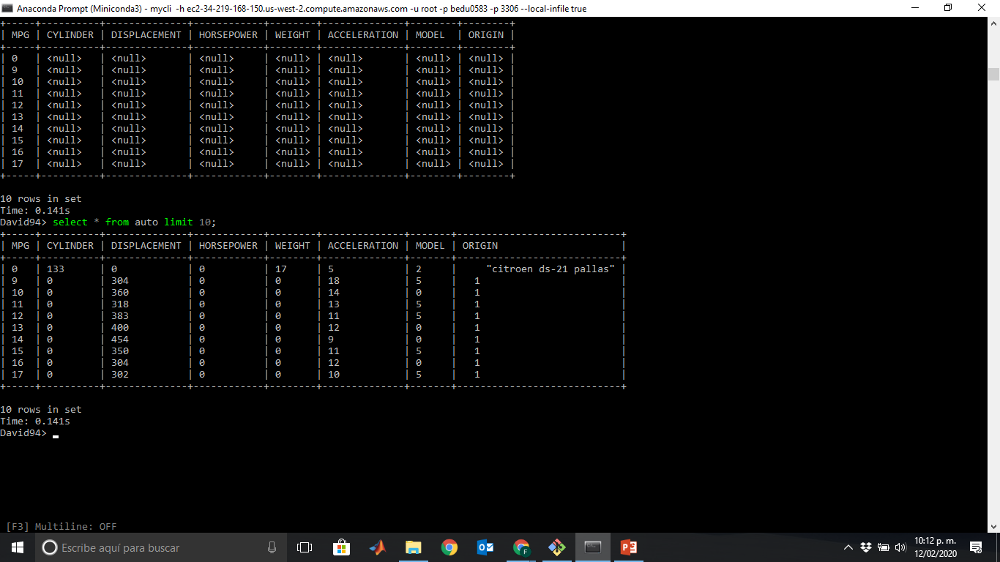 Anaconda Prompt (Miniconda3) - mycli  -h ec2-34-219-168-150.us-west-2.compute.amazonaws.com -u root -p bedu0583 -p 3306 --local-infile true
+-----+----------+--------------+------------+--------+--------------+--------+--------+
| MPG | CYLINDER | DISPLACEMENT | HORSEPOWER | WEIGHT | ACCELERATION | MODEL  | ORIGIN |
+-----+----------+--------------+------------+--------+--------------+--------+--------+
| 0   | <null>   | <null>       | <null>     | <null> | <null>       | <null> | <null> |
| 9   | <null>   | <null>       | <null>     | <null> | <null>       | <null> | <null> |
| 10  | <null>   | <null>       | <null>     | <null> | <null>       | <null> | <null> |
| 11  | <null>   | <null>       | <null>     | <null> | <null>       | <null> | <null> |
| 12  | <null>   | <null>       | <null>     | <null> | <null>       | <null> | <null> |
| 13  | <null>   | <null>       | <null>     | <null> | <null>       | <null> | <null> |
| 14  | <null>   | <null>       | <null>     | <null> | <null>       | <null> | <null> |
| 15  | <null>   | <null>       | <null>     | <null> | <null>       | <null> | <null> |
| 16  | <null>   | <null>       | <null>     | <null> | <null>       | <null> | <null> |
| 17  | <null>   | <null>       | <null>     | <null> | <null>       | <null> | <null> |
+-----+----------+--------------+------------+--------+--------------+--------+--------+
10 rows in set
Time: 0.141s
David94> select * from auto limit 10;
+-----+----------+--------------+------------+--------+--------------+-------+----------------------------+
| MPG | CYLINDER | DISPLACEMENT | HORSEPOWER | WEIGHT | ACCELERATION | MODEL | ORIGIN                     |
+-----+----------+--------------+------------+--------+--------------+-------+----------------------------+
| 0   | 133      | 0            | 0          | 17     | 5            | 2     |     "citroen ds-21 pallas" |
| 9   | 0        | 304          | 0          | 0      | 18           | 5     |   1                        |
| 10  | 0        | 360          | 0          | 0      | 14           | 0     |   1                        |
| 11  | 0        | 318          | 0          | 0      | 13           | 5     |   1                        |
| 12  | 0        | 383          | 0          | 0      | 11           | 5     |   1                        |
| 13  | 0        | 400          | 0          | 0      | 12           | 0     |   1                        |
| 14  | 0        | 454          | 0          | 0      | 9            | 0     |   1                        |
| 15  | 0        | 350          | 0          | 0      | 11           | 5     |   1                        |
| 16  | 0        | 304          | 0          | 0      | 12           | 0     |   1                        |
| 17  | 0        | 302          | 0          | 0      | 10           | 5     |   1                        |
+-----+----------+--------------+------------+--------+--------------+-------+----------------------------+
10 rows in set
Time: 0.141s
David94>
[F3] Multiline: OFF
Escribe aquí para buscar
10:12 p. m.
12/02/2020